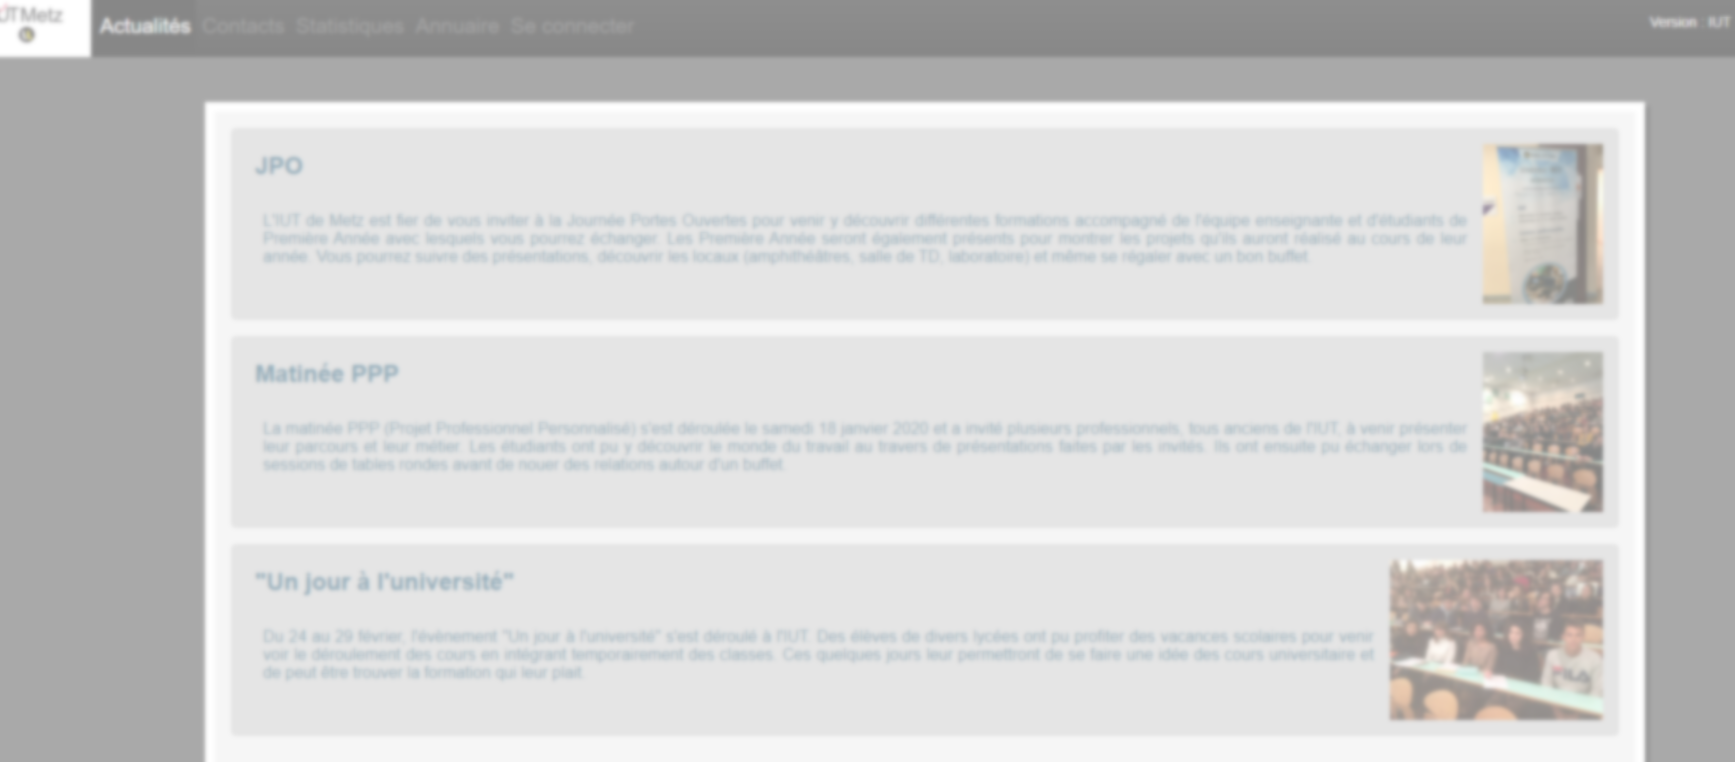 IUTMetz
Actualités Contacts Statistiques Annuaire Se connecter
Version IUT
JPO
L'IUT de Metz est fier de vous inviter à la Journée Portes Ouvertes pour venir y découvrir différentes formations accompagné de l'équipe enseignante et d'étudiants de
Première Année avec lesquels vous pourrez échanger. Les Première Année seront également présents pour montrer les projets qu'ils auront réalisé au cours de leur
année. Vous pourrez suivre des présentations, découvrir les locaux (amphithéâtres, salle de TD, laboratoire) et même se régaler avec un bon buffet.
Matinée PPP
La matinée PPP (Projet Professionnel Personnalisé) s'est déroulée le samedi 18 janvier 2020 et a invité plusieurs professionnels, tous anciens de l'IUT, à venir présenter
leur parcours et leur métier. Les étudiants ont pu y découvrir le monde du travail au travers de présentations faites par les invités. Ils ont ensuite pu échanger lors de
sessions de tables rondes avant de nouer des relations autour d'un buffet.
"Un jour à l'université"
Du 24 au 29 février, l'évènement "Un jour à l'université" s'est déroulé à l'IUT. Des élèves de divers lycées ont pu profiter des vacances scolaires pour venir
voir le déroulement des cours en intégrant temporairement des classes. Ces quelques jours leur permettront de se faire une idée des cours universitaire et
de peut être trouver la formation qui leur plait.
FILA